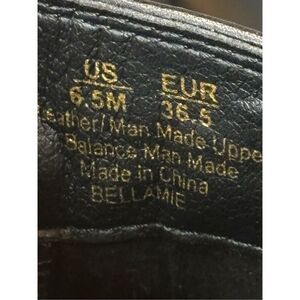 US EUR
6.5M 36.5
Leather/Man Made Uppe
Balance Man Made
Made in China
BELLAMIE